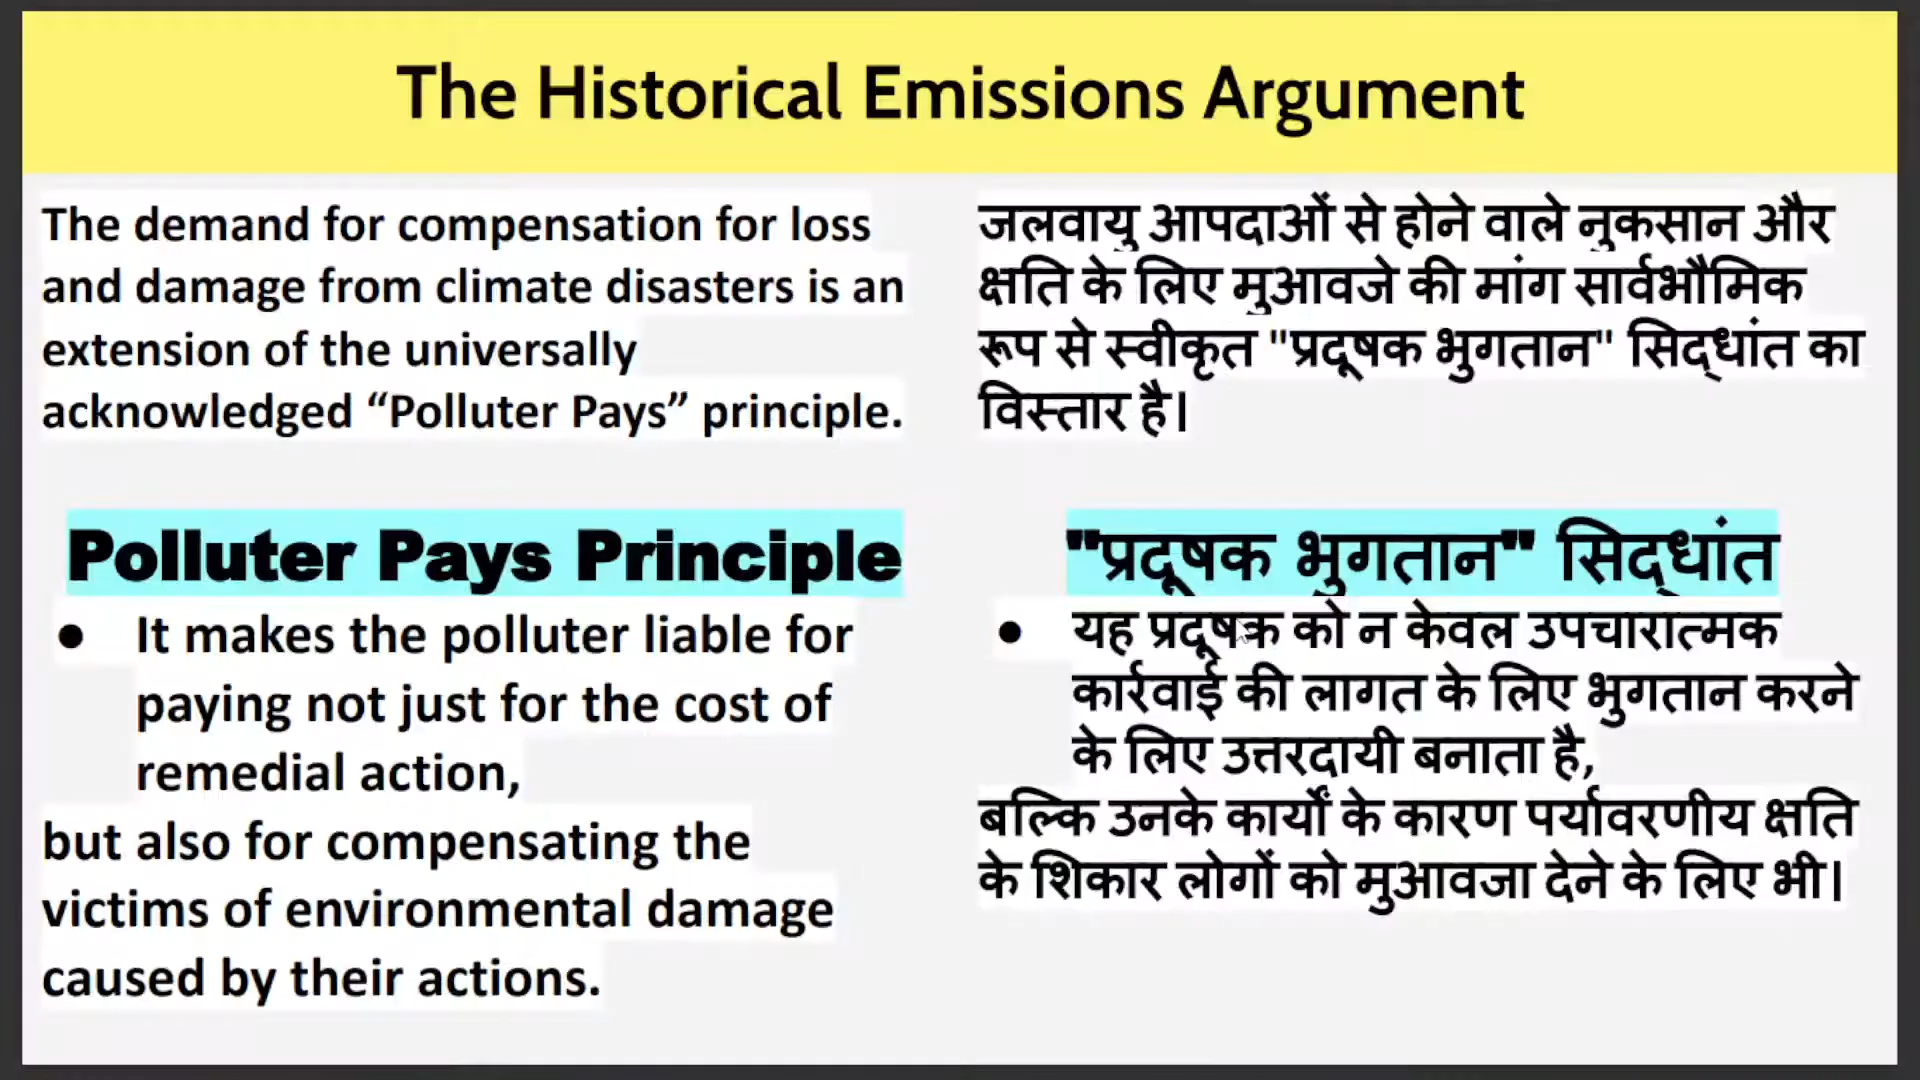 The Historical Emissions Argument
The demand for compensation for loss
and damage from climate disasters is an
extension of the universally
acknowledged “Polluter Pays” principle.
Polluter Pays Principle
● It makes the polluter liable for
paying not just for the cost of
remedial action,
but also for compensating the
victims of environmental damage
caused by their actions.
जलवायु आपदाओं से होने वाले नुकसान और
क्षति के लिए मुआवजे की मांग सार्वभौमिक
रूप से स्वीकृत "प्रदूषक भुगतान" सिद्धांत का
विस्तार है।
"प्रदूषक भुगतान" सिद्धांत
● यह प्रदूषक को न केवल उपचारात्मक
कार्रवाई की लागत के लिए भुगतान करने
के लिए उत्तरदायी बनाता है,
बल्कि उनके कार्यों के कारण पर्यावरणीय क्षति
के शिकार लोगों को मुआवजा देने के लिए भी।